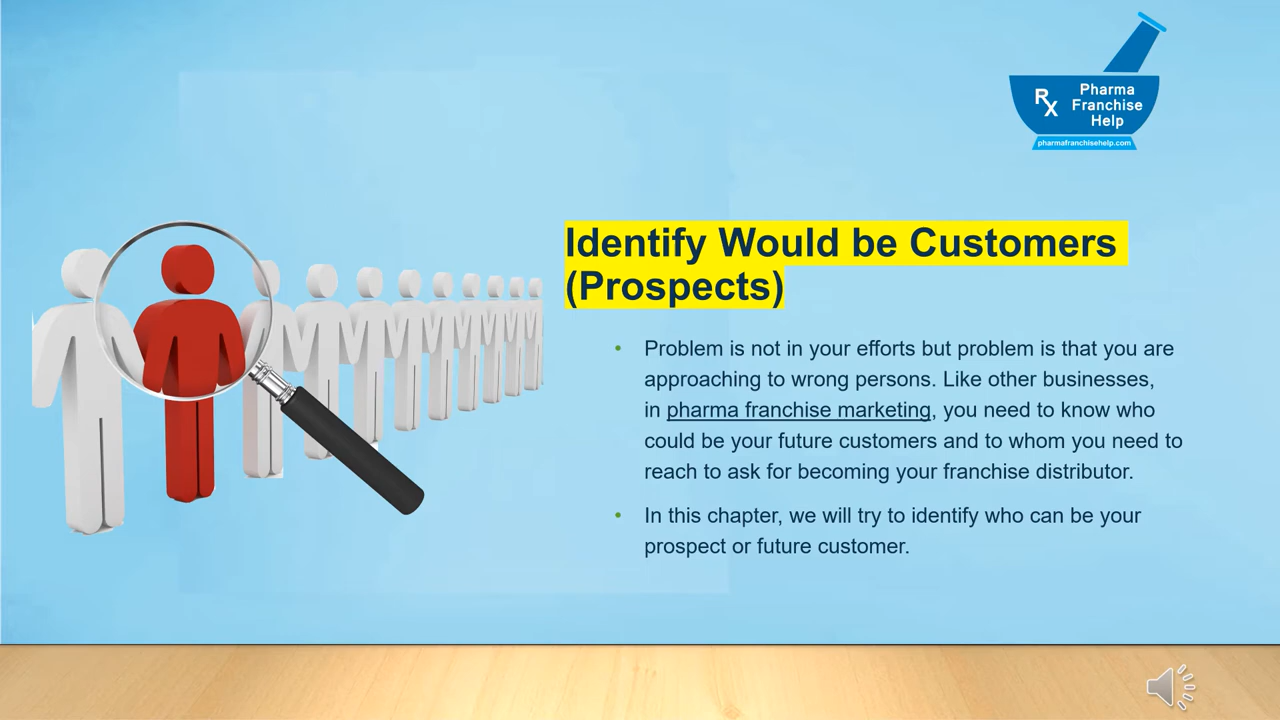 Rx Pharma
Franchise
Help
pharmafranchisehelp.com
Identify Would be Customers
(Prospects)
• Problem is not in your efforts but problem is that you are
approaching to wrong persons. Like other businesses,
in pharma franchise marketing, you need to know who
could be your future customers and to whom you need to
reach to ask for becoming your franchise distributor.
• In this chapter, we will try to identify who can be your
prospect or future customer.